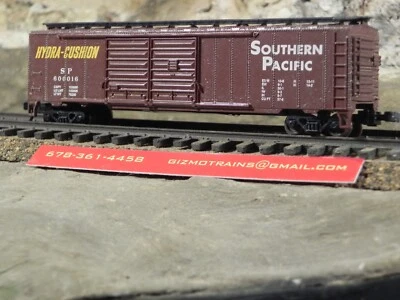 HYDRA-CUSHION
SP
600016
SOUTHERN
PACIFIC
678-361-4458 GIZMOTRAINS@GMAIL.COM